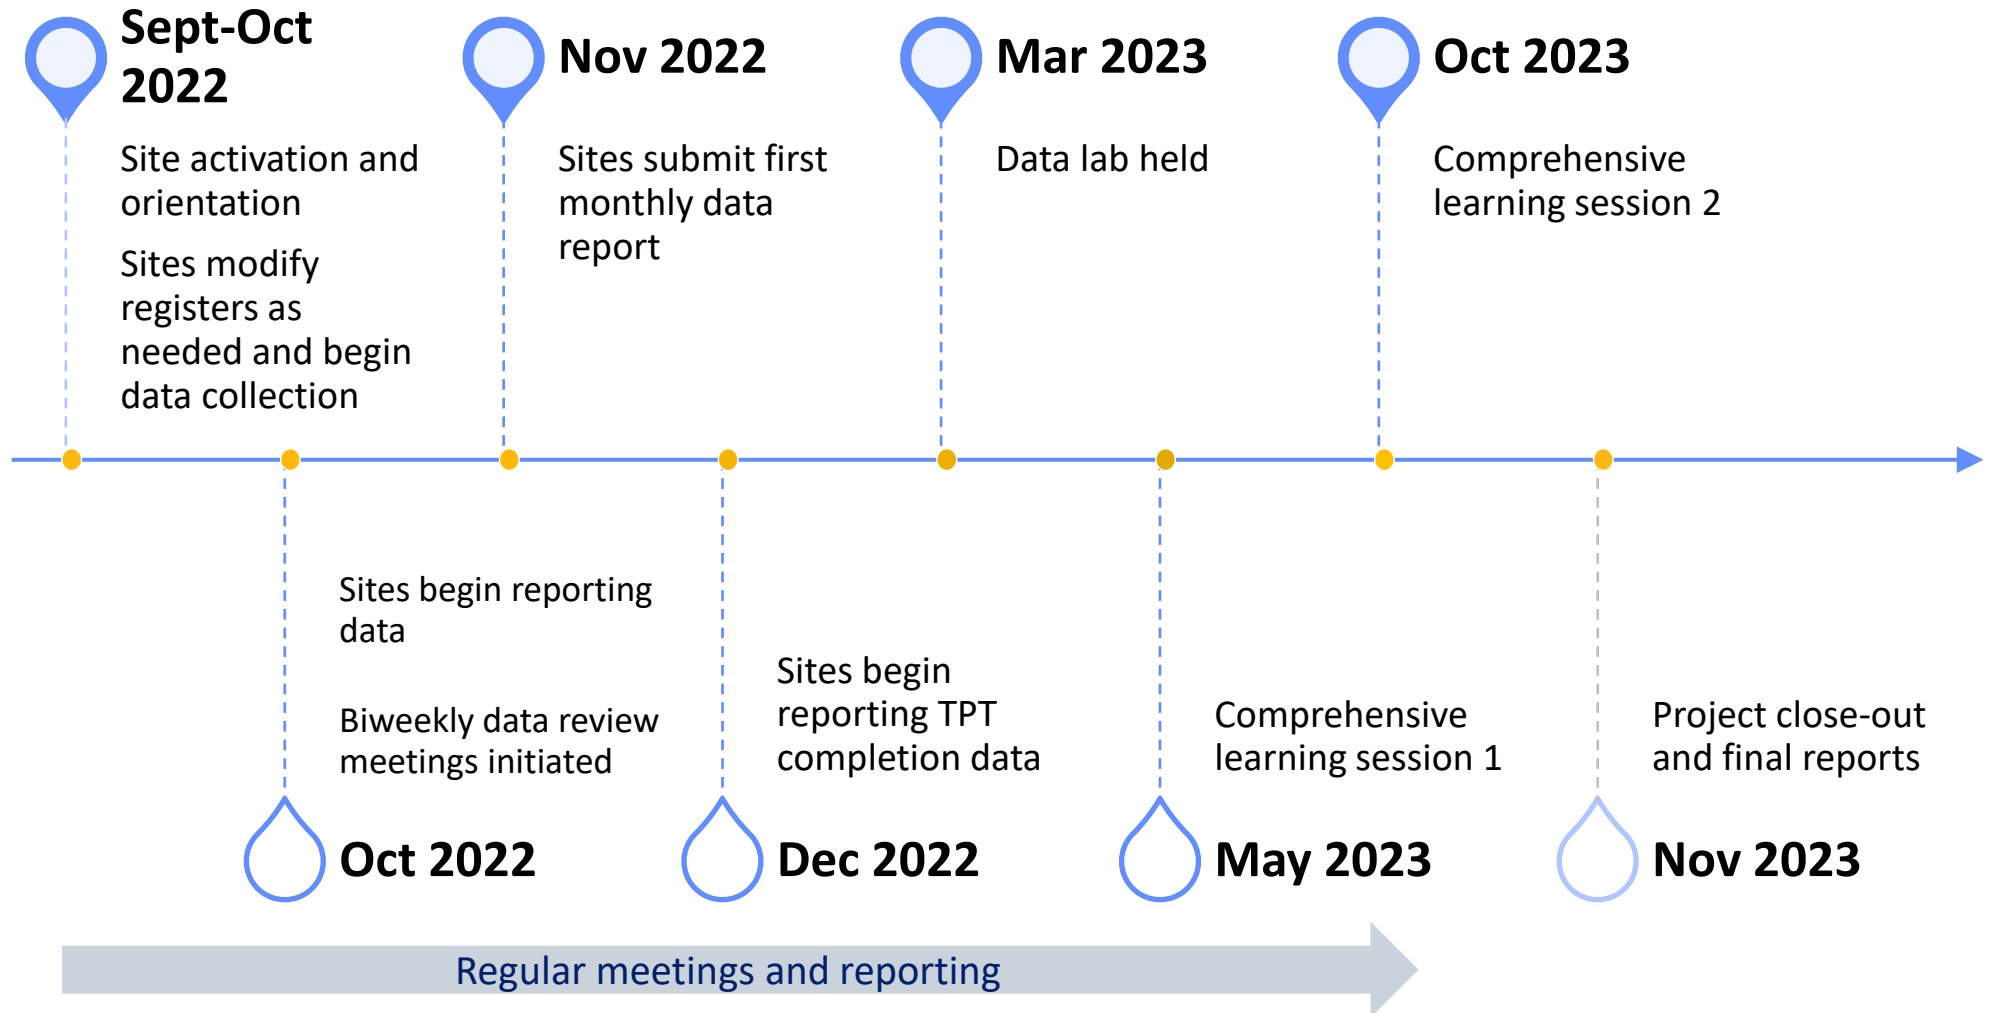 Sept-Oct
2022
Site activation and
orientation
Sites modify
registers as
needed and begin
data collection
Nov 2022
Sites submit first
monthly data
report
Mar 2023
Data lab held
Oct 2023
Comprehensive
learning session 2
Sites begin reporting
data
Biweekly data review
meetings initiated
Oct 2022
Sites begin
reporting TPT
completion data
Dec 2022
Comprehensive
learning session 1
May 2023
Project close-out
and final reports
Nov 2023
Regular meetings and reporting